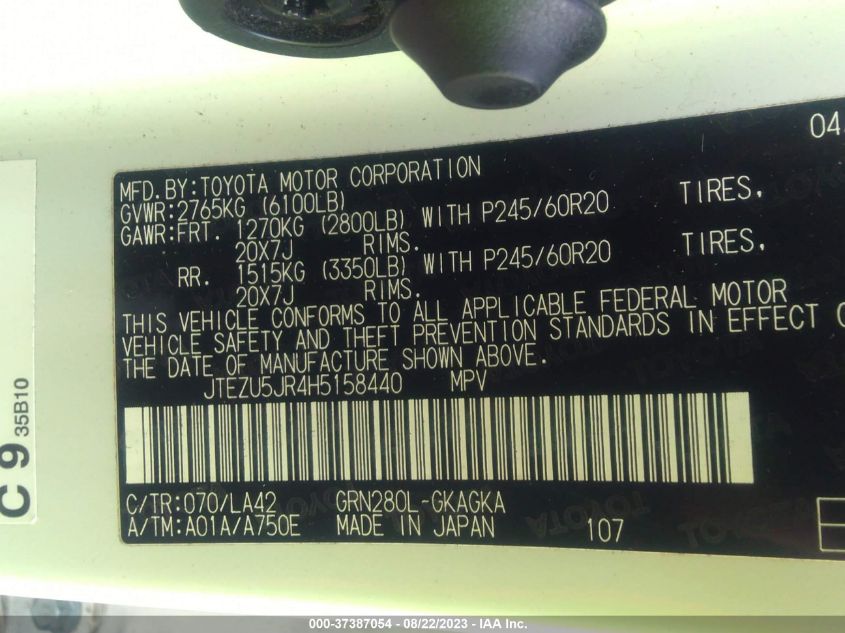 04
MFD.BY:TOYOTA MOTOR CORPORATION
GVWR:2765KG (6100LB)
GAWR:FRT. 1270KG (2800LB) WITH P245/60R20 TIRES,
20X7J RIMS.
RR. 1515KG (3350LB) WITH P245/60R20 TIRES,
20X7J RIMS.
THIS VEHICLE CONFORMS TO ALL APPLICABLE FEDERAL MOTOR
VEHICLE SAFETY AND THEFT PREVENTION STANDARDS IN EFFECT
THE DATE OF MANUFACTURE SHOWN ABOVE.
JTEZU5JR4H5158440 MPV
C/TR:070/LA42 GRN280L-GKAGKA
A/TM:A01A/A750E MADE IN JAPAN 107
C 9 35B10
000-37387054 - 08/22/2023 - IAA Inc.